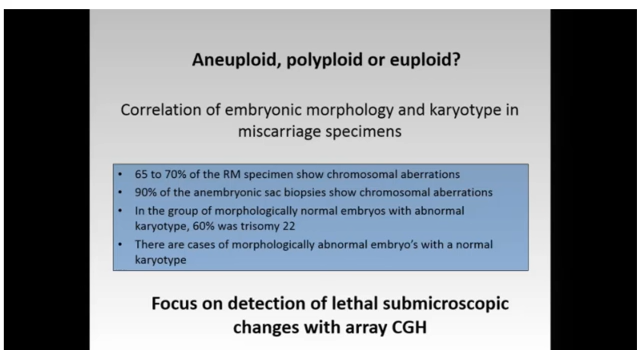 Aneuploid, polyploid or euploid?
Correlation of embryonic morphology and karyotype in
miscarriage specimens
• 65 to 70% of the RM specimen show chromosomal aberrations
• 90% of the anembryonic sac biopsies show chromosomal aberrations
• In the group of morphologically normal embryos with abnormal
karyotype, 60% was trisomy 22
• There are cases of morphologically abnormal embryo's with a normal
karyotype
Focus on detection of lethal submicroscopic
changes with array CGH